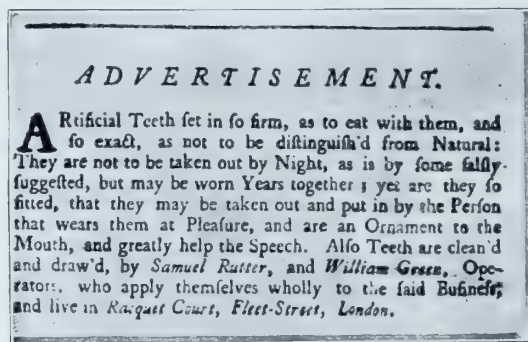 ADVERTISEMENT.
ARtificial Teeth ſet in ſo firm, as to eat with them, and
ſo exact, as not to be diſtinguiſh'd from Natural:
They are not to be taken out by Night, as is by ſome falſly
ſuggeſted, but may be worn Years together; yet are they ſo
fitted, that they may be taken out and put in by the Perſon
that wears them at Pleaſure, and are an Ornament to the
Mouth, and greatly help the Speech. Alſo Teeth are clean'd
and draw'd, by Samuel Rutter, and William Green, Ope-
rators, who apply themſelves wholly to the ſaid Buſineſs,
and live in Racquet Court, Fleet-Street, London.